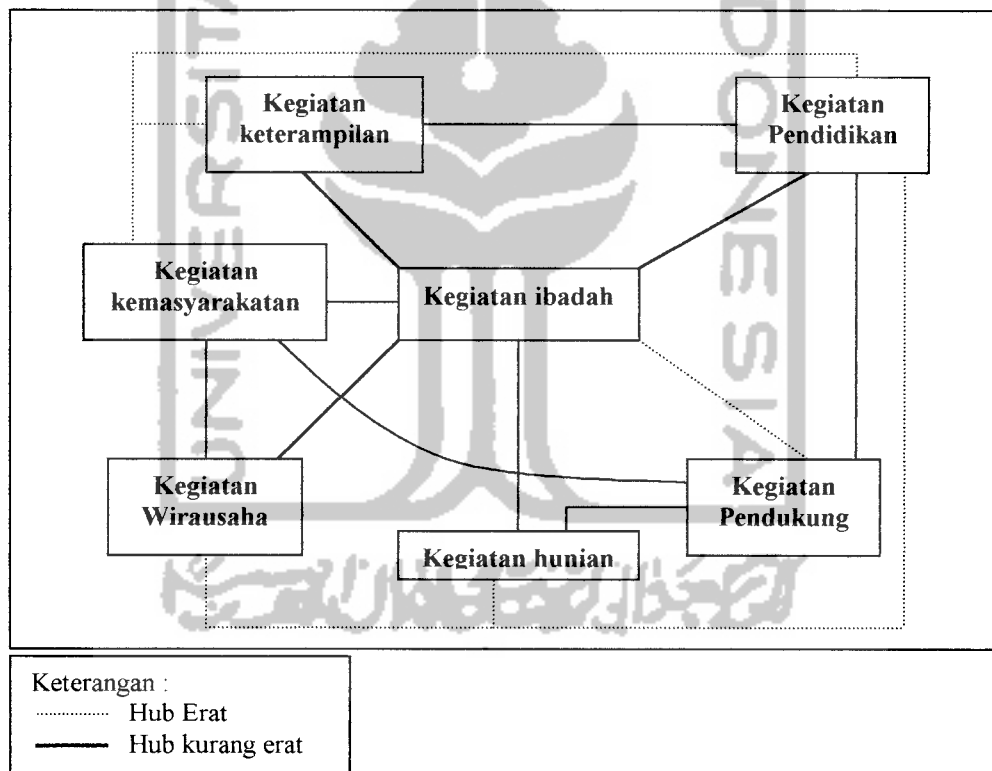 Kegiatan
keterampilan
Kegiatan
Pendidikan
Kegiatan
kemasyarakatan
Kegiatan ibadah
Kegiatan
Wirausaha
Kegiatan hunian
Kegiatan
Pendukung
Keterangan :
Hub Erat
Hub kurang erat